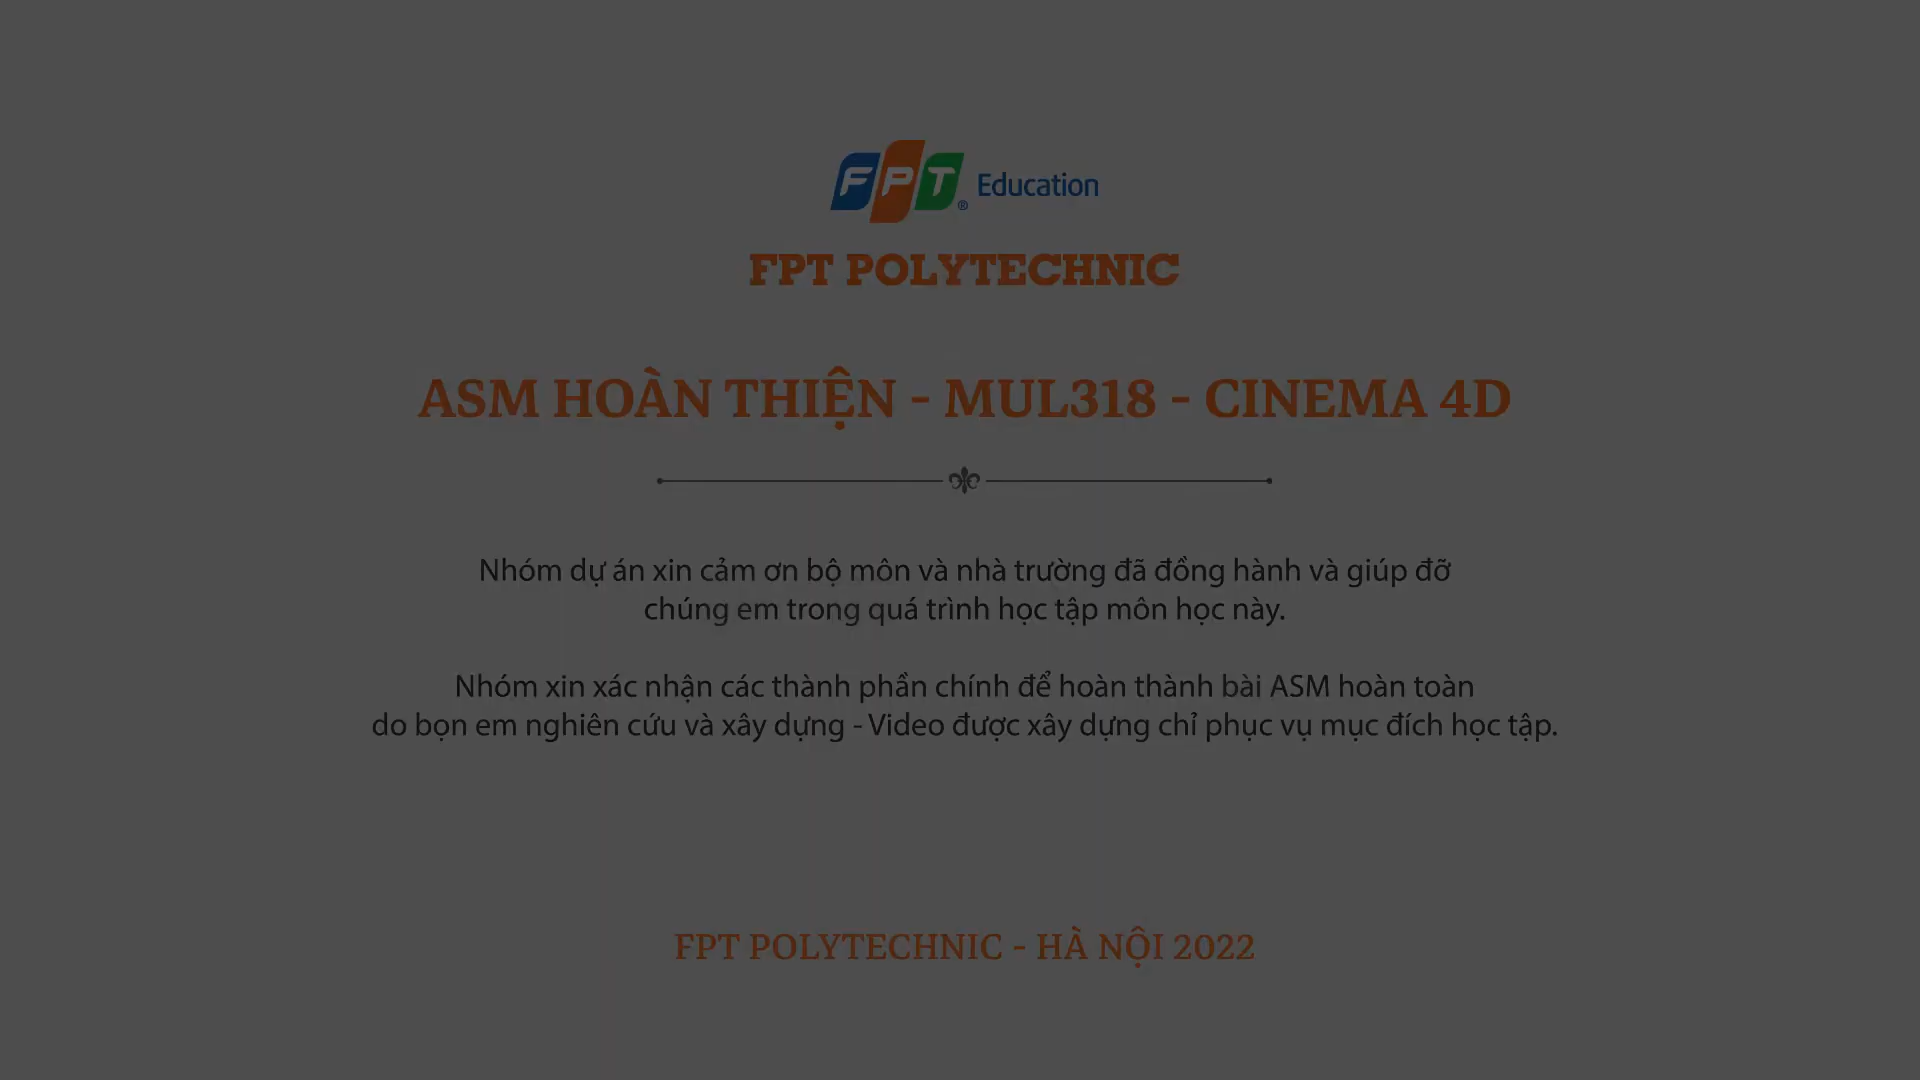 FPT® Education
FPT POLYTECHNIC
ASM HOÀN THIỆN - MUL318 - CINEMA 4D
Nhóm dự án xin cảm ơn bộ môn và nhà trường đã đồng hành và giúp đỡ
chúng em trong quá trình học tập môn học này.
Nhóm xin xác nhận các thành phần chính để hoàn thành bài ASM hoàn toàn
do bọn em nghiên cứu và xây dựng - Video được xây dựng chỉ phục vụ mục đích học tập.
FPT POLYTECHNIC - HÀ NỘI 2022